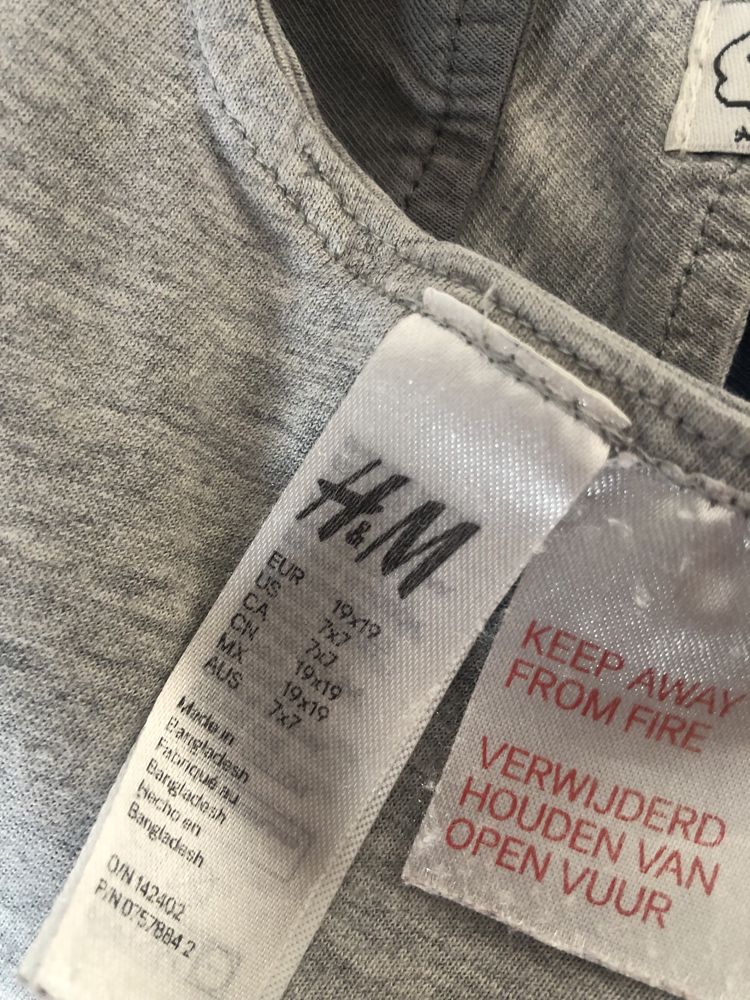 H&M
EUR 19x19
US 7x7
CA 7x7
CN 19x19
MX 19x19
AUS 7x7
Made in
Bangladesh
Fabriqué au
Bangladesh
Hecho en
Bangladesh
O/N 142402
P/N 0757884 2
KEEP AWAY
FROM FIRE
VERWIJDERD
HOUDEN VAN
OPEN VUUR